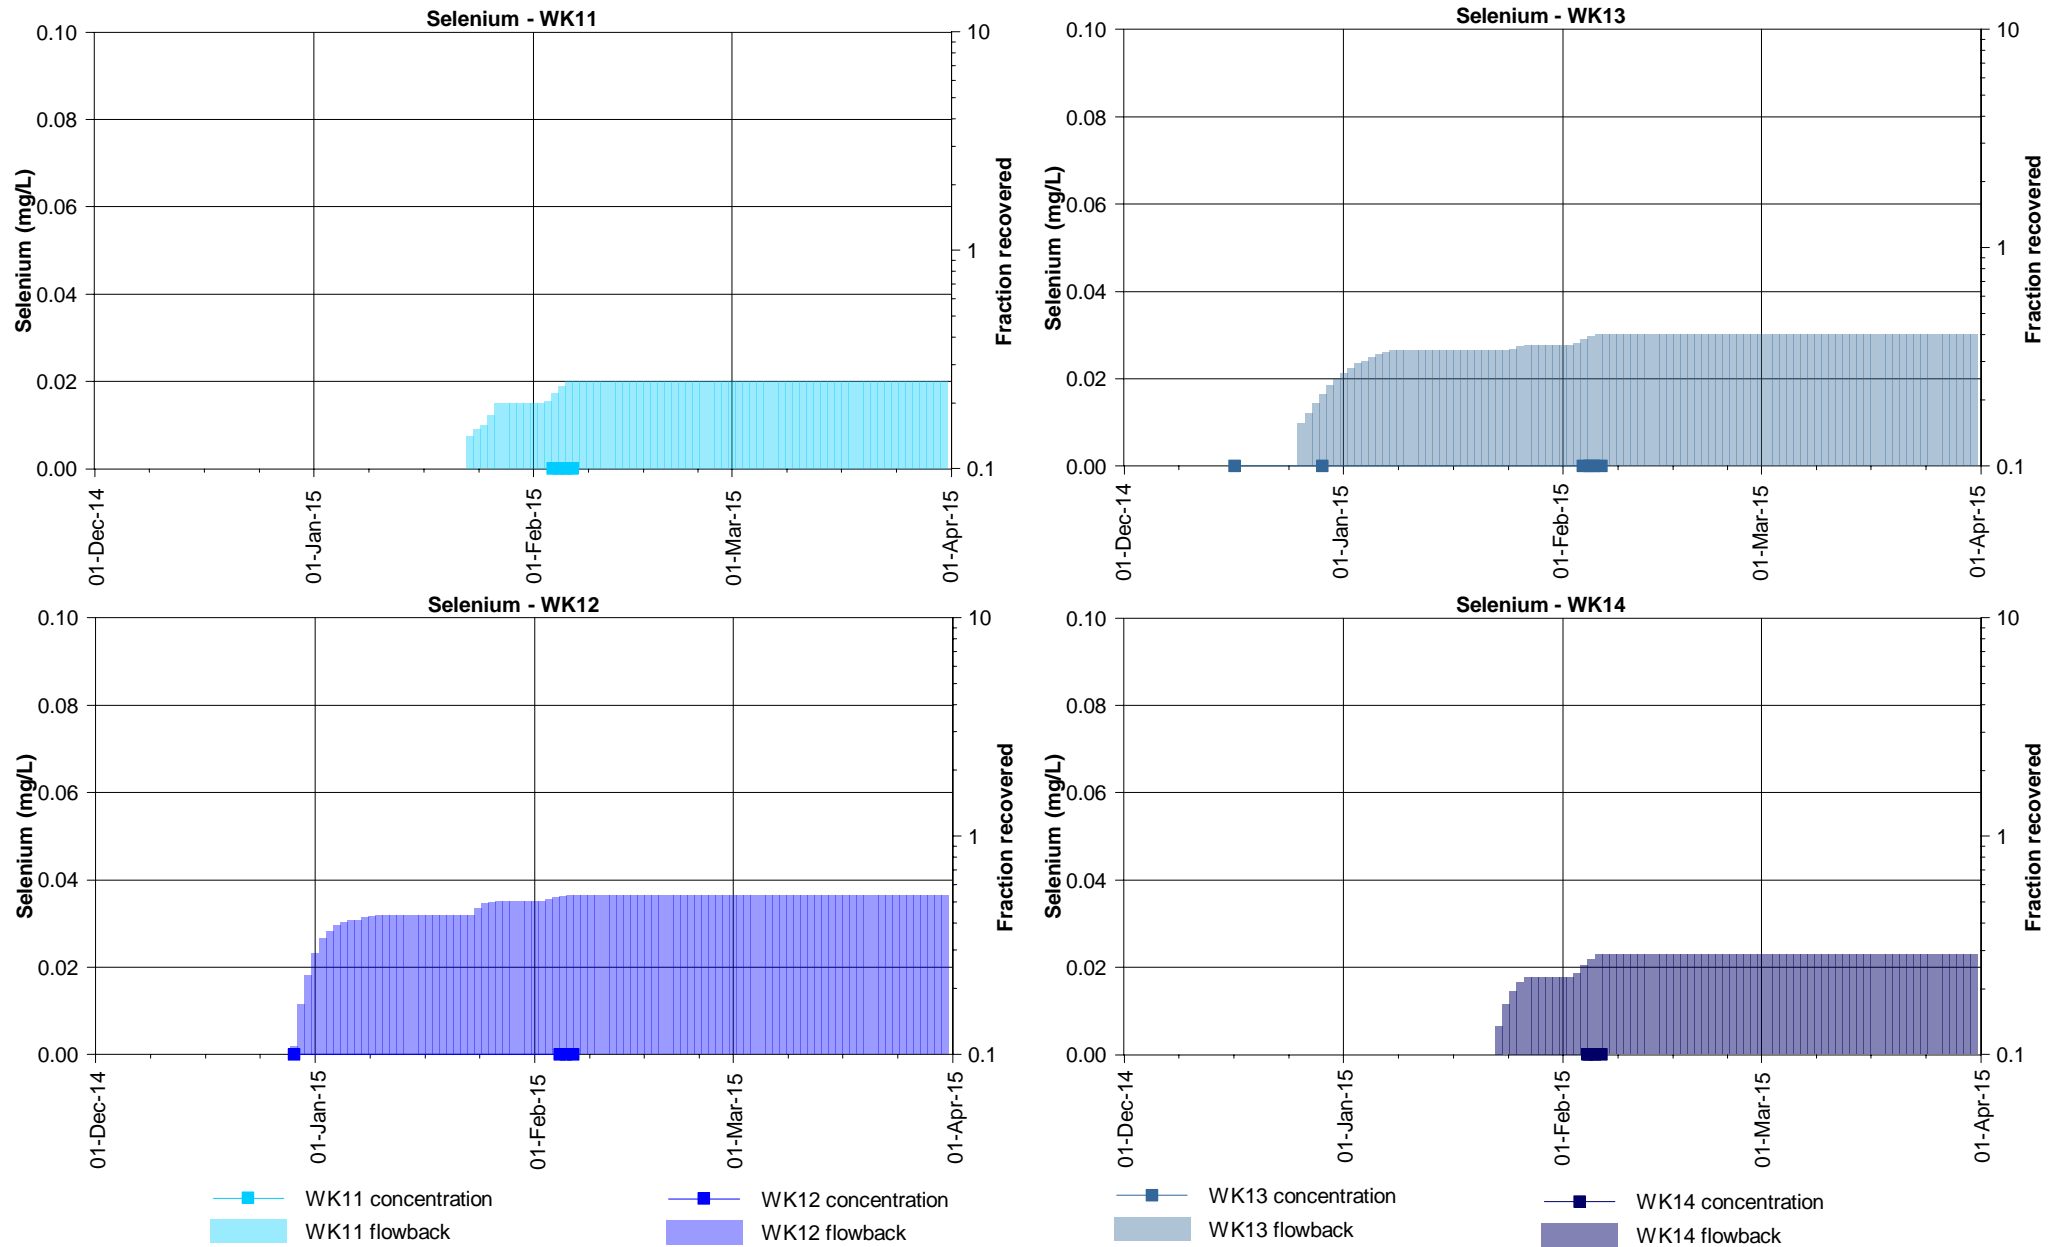 Selenium - WK11
0.10
0.08
0.06
0.04
0.02
0.00
Selenium (mg/L)
10
1
0.1
Fraction recovered
01-Dec-14
01-Jan-15
01-Feb-15
01-Mar-15
01-Apr-15
Selenium - WK13
0.10
0.08
0.06
0.04
0.02
0.00
Selenium (mg/L)
10
1
0.1
Fraction recovered
01-Dec-14
01-Jan-15
01-Feb-15
01-Mar-15
01-Apr-15
Selenium - WK12
0.10
0.08
0.06
0.04
0.02
0.00
Selenium (mg/L)
10
1
0.1
Fraction recovered
01-Dec-14
01-Jan-15
01-Feb-15
01-Mar-15
01-Apr-15
Selenium - WK14
0.10
0.08
0.06
0.04
0.02
0.00
Selenium (mg/L)
10
1
0.1
Fraction recovered
01-Dec-14
01-Jan-15
01-Feb-15
01-Mar-15
01-Apr-15
WK11 concentration
WK11 flowback
WK12 concentration
WK12 flowback
WK13 concentration
WK13 flowback
WK14 concentration
WK14 flowback